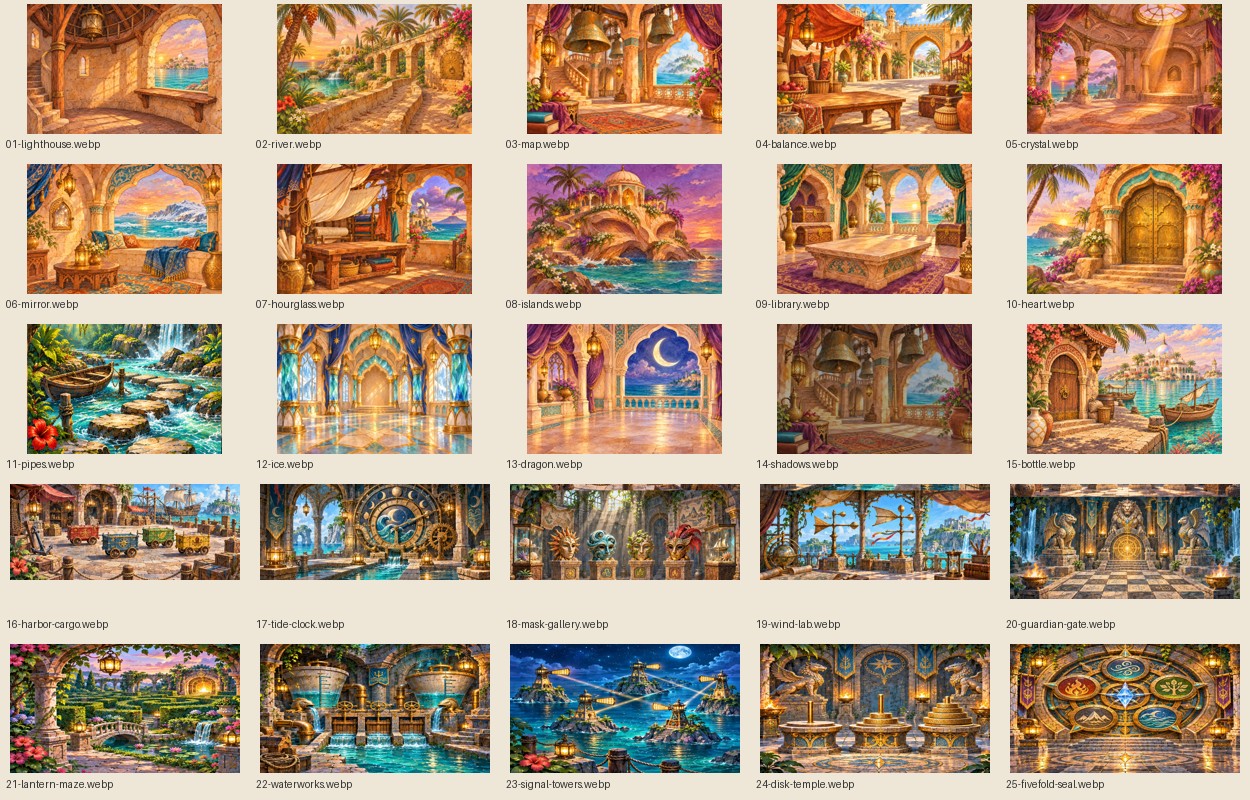 01-lighthouse.webp
02-river.webp
03-map.webp
04-balance.webp
05-crystal.webp
06-mirror.webp
07-hourglass.webp
08-islands.webp
09-library.webp
10-heart.webp
11-pipes.webp
12-ice.webp
13-dragon.webp
14-shadows.webp
15-bottle.webp
16-harbor-cargo.webp
17-tide-clock.webp
18-mask-gallery.webp
19-wind-lab.webp
20-guardian-gate.webp
21-lantern-maze.webp
22-waterworks.webp
23-signal-towers.webp
24-disk-temple.webp
25-fivefold-seal.webp